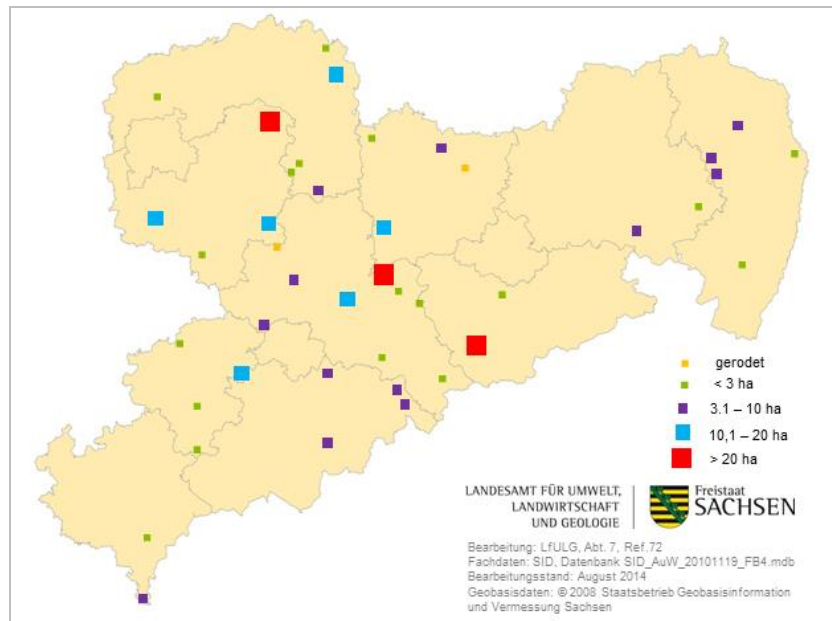 gerodet
< 3 ha
3.1 – 10 ha
10,1 – 20 ha
> 20 ha
LANDESAMT FÜR UMWELT,
LANDWIRTSCHAFT
UND GEOLOGIE
Freistaat
SACHSEN
Bearbeitung: LfULG, Abt. 7, Ref.72
Fachdaten: SID, Datenbank SID_AuW_20101119_FB4.mdb
Bearbeitungsstand: August 2014
Geobasisdaten: © 2008 Staatsbetrieb Geobasisinformation
und Vermessung Sachsen